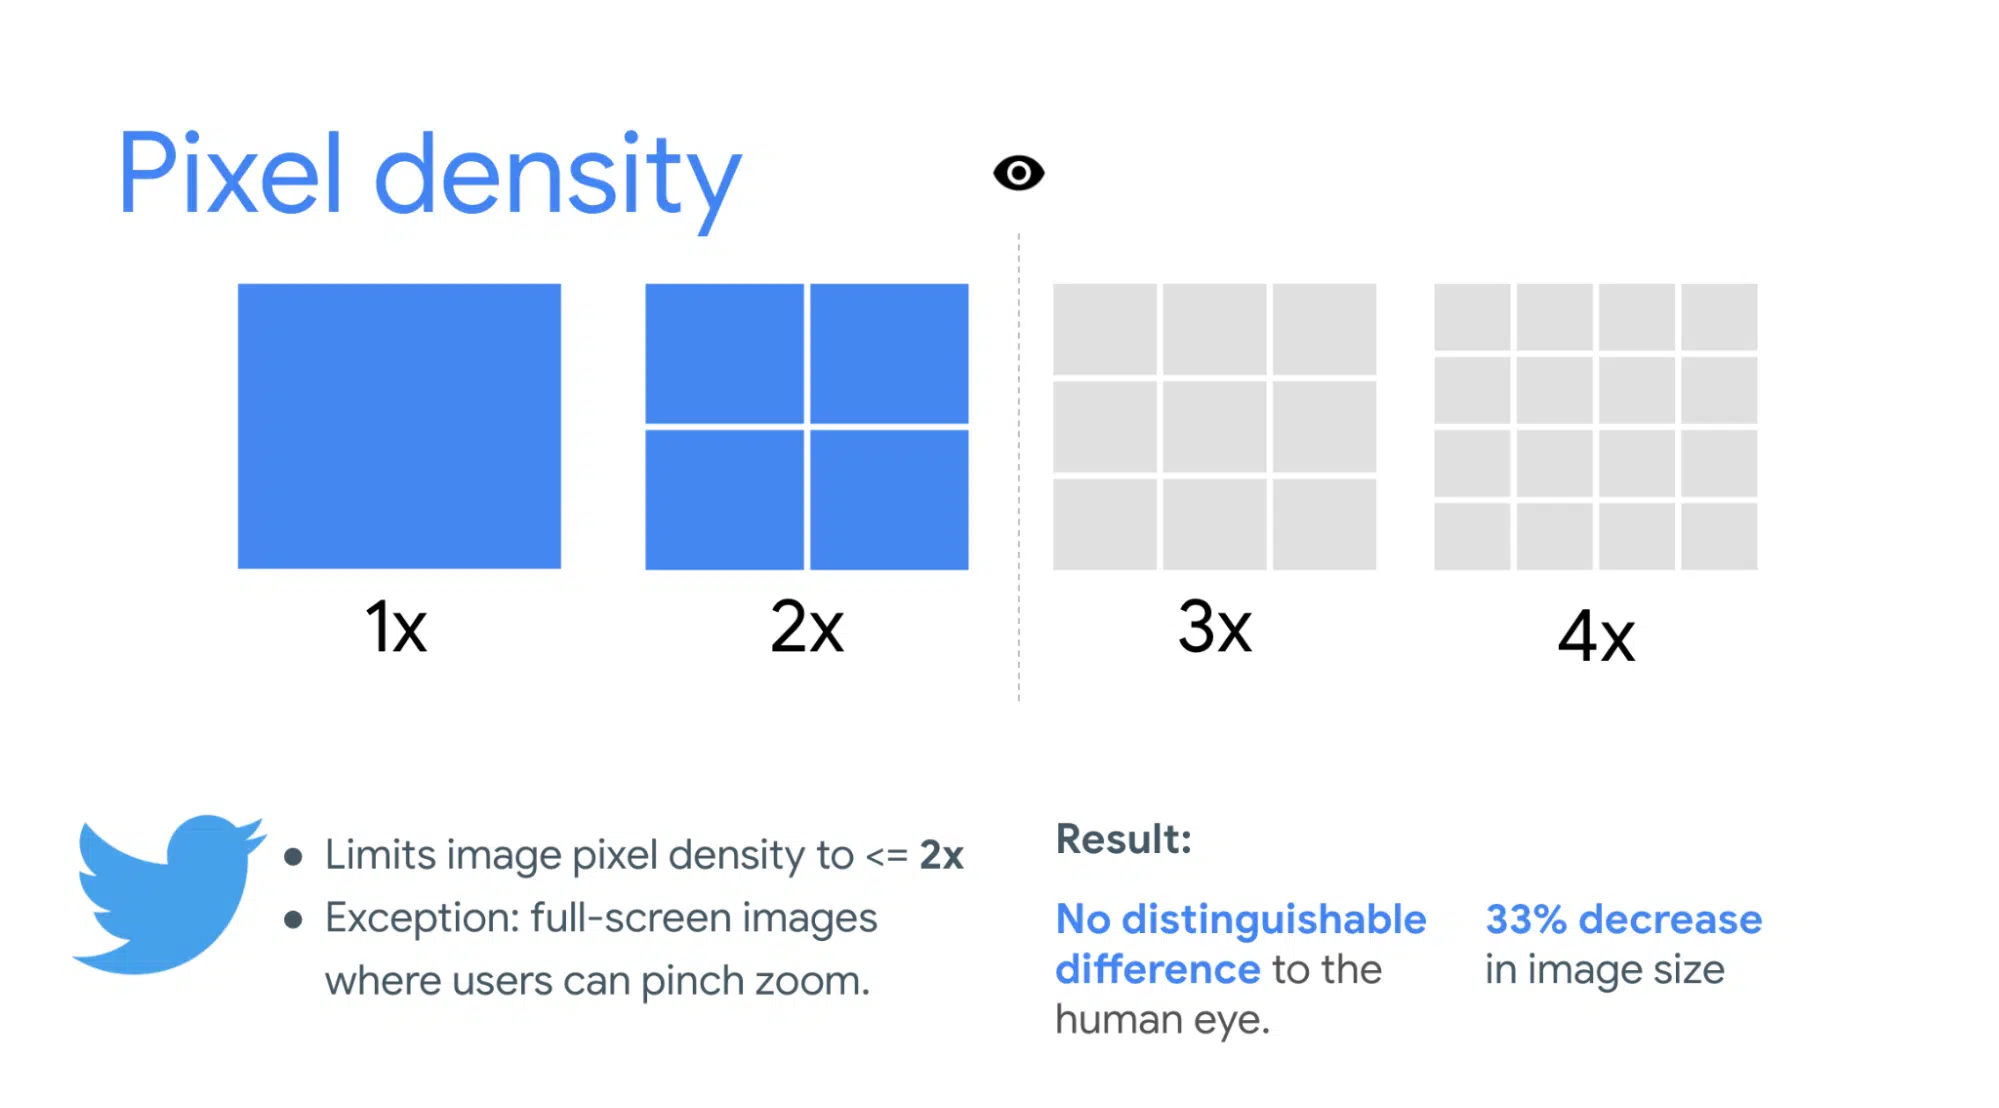 Pixel density
1x
2x
3x
4x
● Limits image pixel density to <= 2x
● Exception: full-screen images
where users can pinch zoom.
Result:
No distinguishable
difference to the
human eye.
33% decrease
in image size